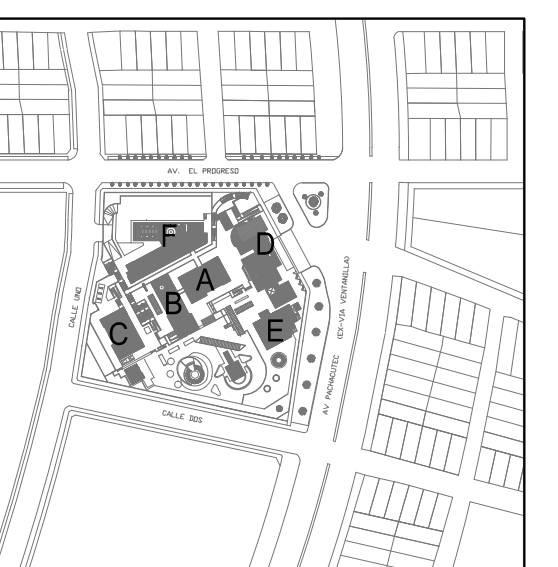 AV. EL PROGRESO
F
D
A
B
C
E
CALLE UNO
CALLE DOS
AV PACHACUTEC (EX-VIA VENTANILLA)